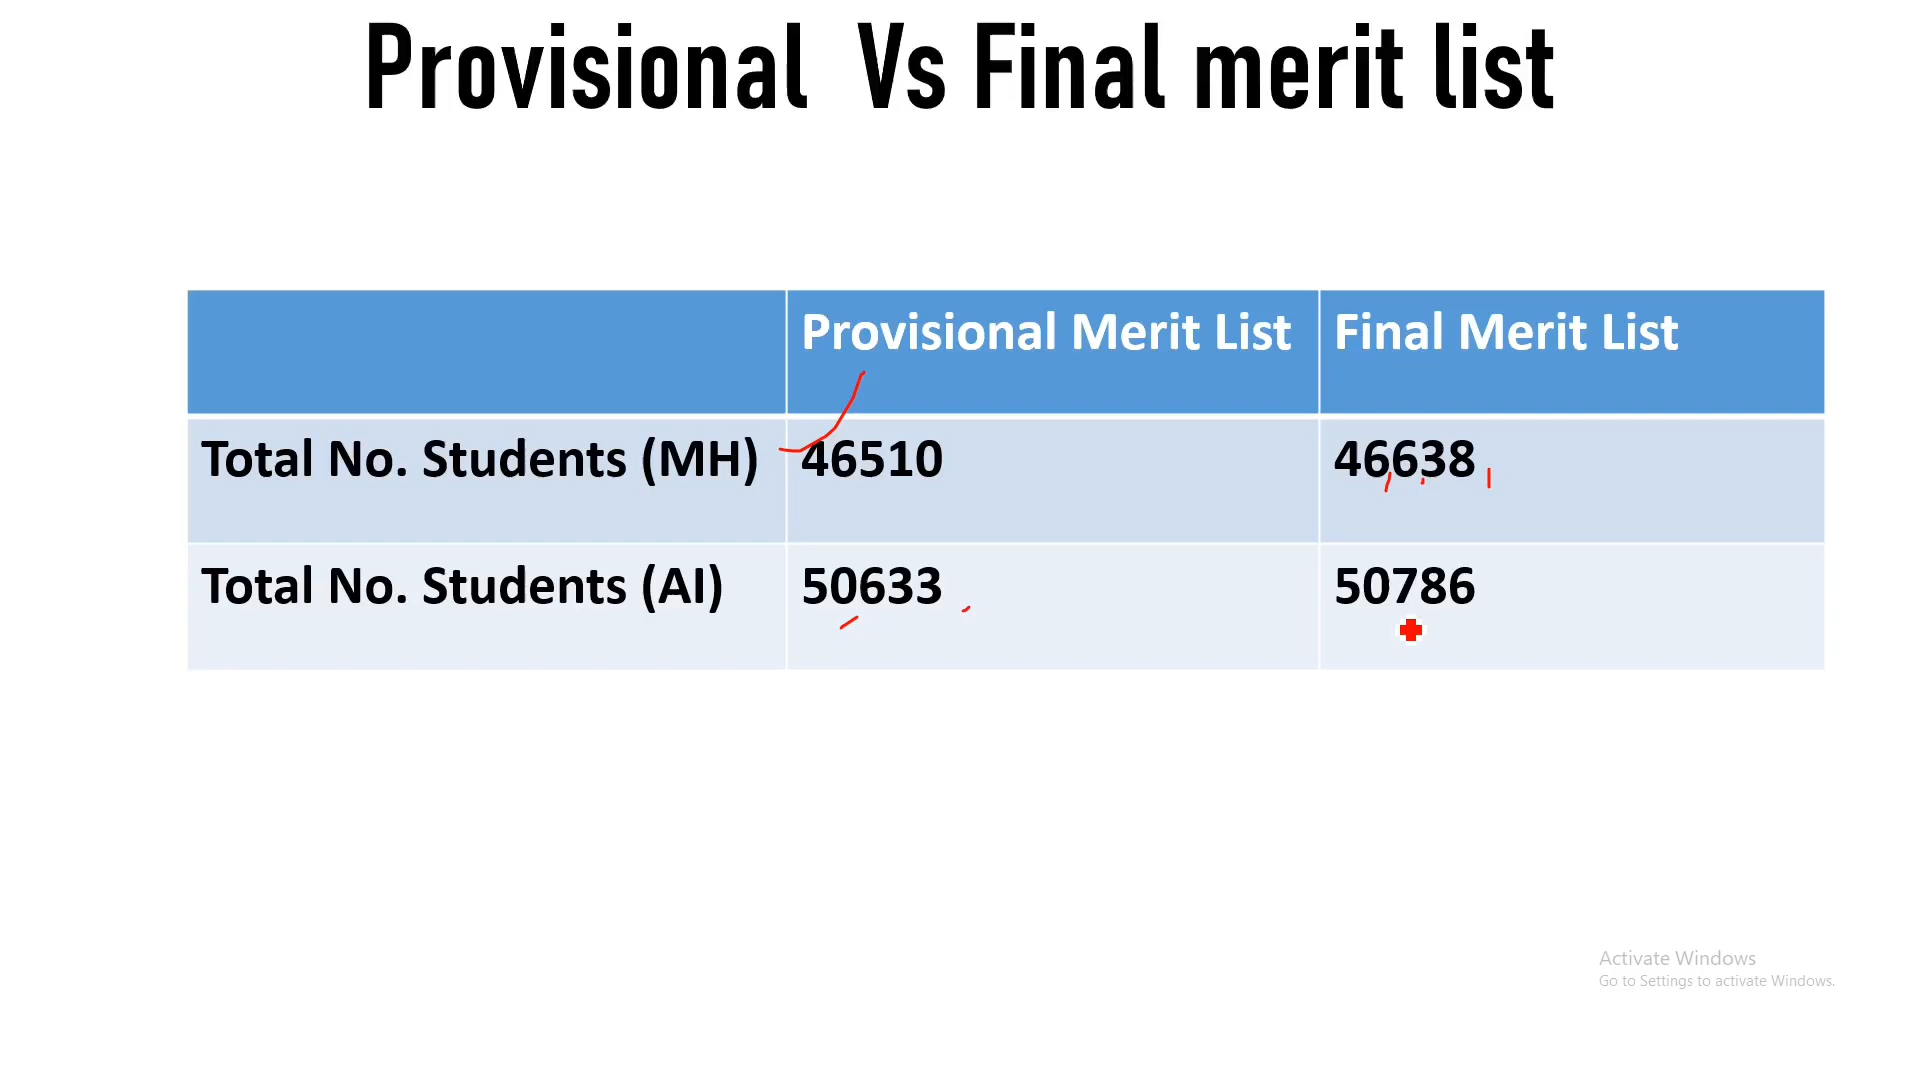 Provisional Vs Final merit list
Provisional Merit List Final Merit List
Total No. Students (MH) 46510 46638
Total No. Students (AI) 50633 50786
Activate Windows
Go to Settings to activate Windows.